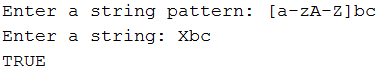 Enter a string pattern: [a-zA-Z]bc
Enter a string: Xbc
TRUE